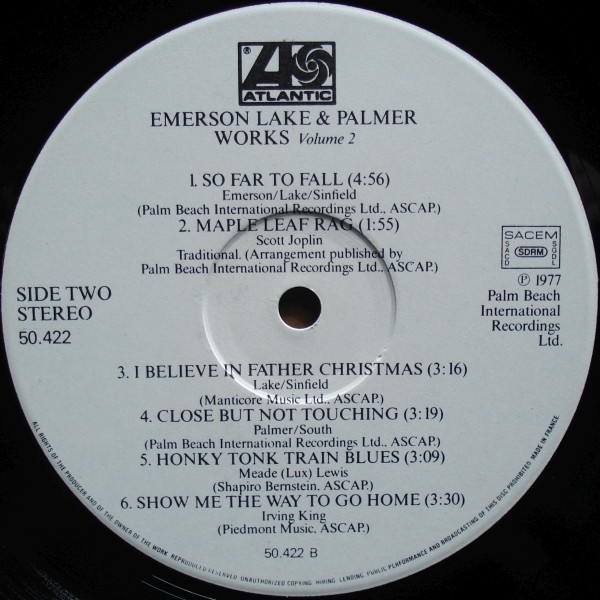 ATLANTIC
EMERSON LAKE & PALMER
WORKS Volume 2
1. SO FAR TO FALL (4:56)
Emerson/Lake/Sinfield
(Palm Beach International Recordings Ltd., ASCAP.)
2. MAPLE LEAF RAG (1:55)
Scott Joplin
Traditional. (Arrangement published by
Palm Beach International Recordings Ltd., ASCAP.)
SIDE TWO
STEREO
50.422
SACEM
SACD
SDRM
SGDL
℗ 1977
Palm Beach
International
Recordings
Ltd.
3. I BELIEVE IN FATHER CHRISTMAS (3:16)
Lake/Sinfield
(Manticore Music Ltd., ASCAP.)
4. CLOSE BUT NOT TOUCHING (3:19)
Palmer/South
(Palm Beach International Recordings Ltd., ASCAP.)
5. HONKY TONK TRAIN BLUES (3:09)
Meade (Lux) Lewis
(Shapiro Bernstein, ASCAP.)
6. SHOW ME THE WAY TO GO HOME (3:30)
Irving King
(Piedmont Music, ASCAP.)
50.422 B
ALL RIGHTS OF THE PRODUCER AND OF THE OWNER OF THE WORK REPRODUCED RESERVED UNAUTHORIZED COPYING HIRING LENDING PUBLIC PERFORMANCE AND BROADCASTING OF THIS DISC PROHIBITED MADE IN FRANCE